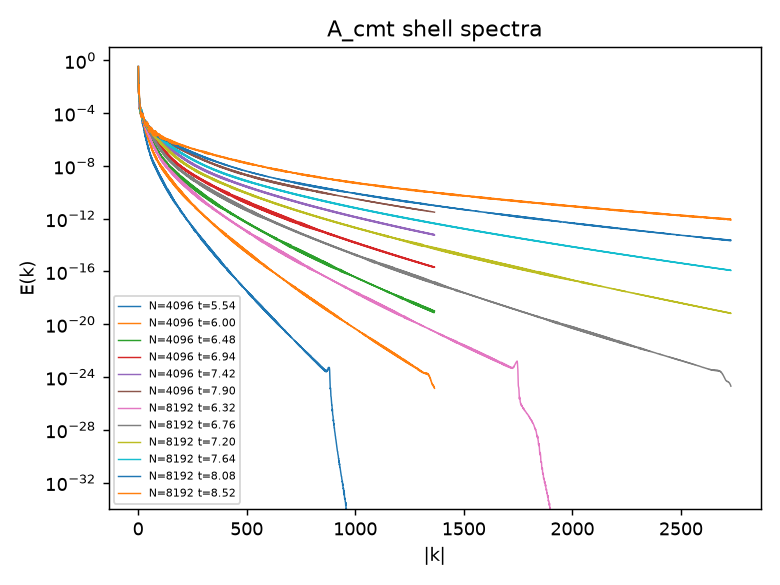 A_cmt shell spectra
E(k)
10^0
10^-4
10^-8
10^-12
10^-16
10^-20
10^-24
10^-28
10^-32
N=4096 t=5.54
N=4096 t=6.00
N=4096 t=6.48
N=4096 t=6.94
N=4096 t=7.42
N=4096 t=7.90
N=8192 t=6.32
N=8192 t=6.76
N=8192 t=7.20
N=8192 t=7.64
N=8192 t=8.08
N=8192 t=8.52
0 500 1000 1500 2000 2500
|k|